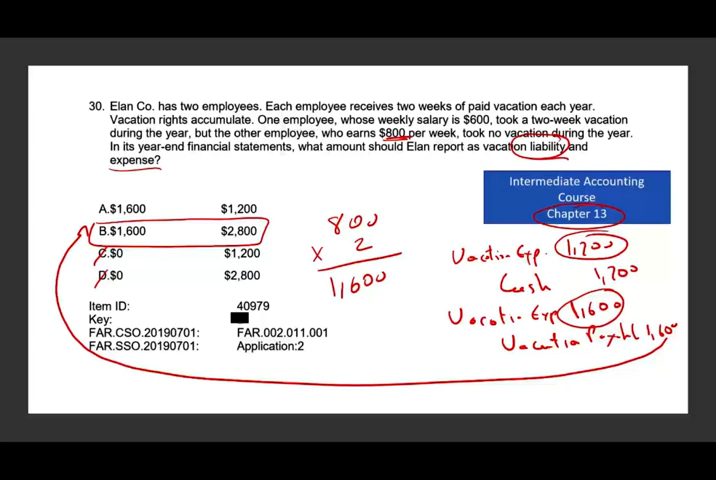 30. Elan Co. has two employees. Each employee receives two weeks of paid vacation each year.
Vacation rights accumulate. One employee, whose weekly salary is $600, took a two-week vacation
during the year, but the other employee, who earns $800 per week, took no vacation during the year.
In its year-end financial statements, what amount should Elan report as vacation liability and
expense?
Intermediate Accounting
Course
Chapter 13
A.$1,600 $1,200
B.$1,600 $2,800
C.$0 $1,200
D.$0 $2,800
800
x 2
1,600
Vacation Exp. 1,200
Cash 1,200
Vacation Exp 1,600
Vacation Payable 1,600
Item ID: 40979
Key:
FAR.CSO.20190701: FAR.002.011.001
FAR.SSO.20190701: Application:2